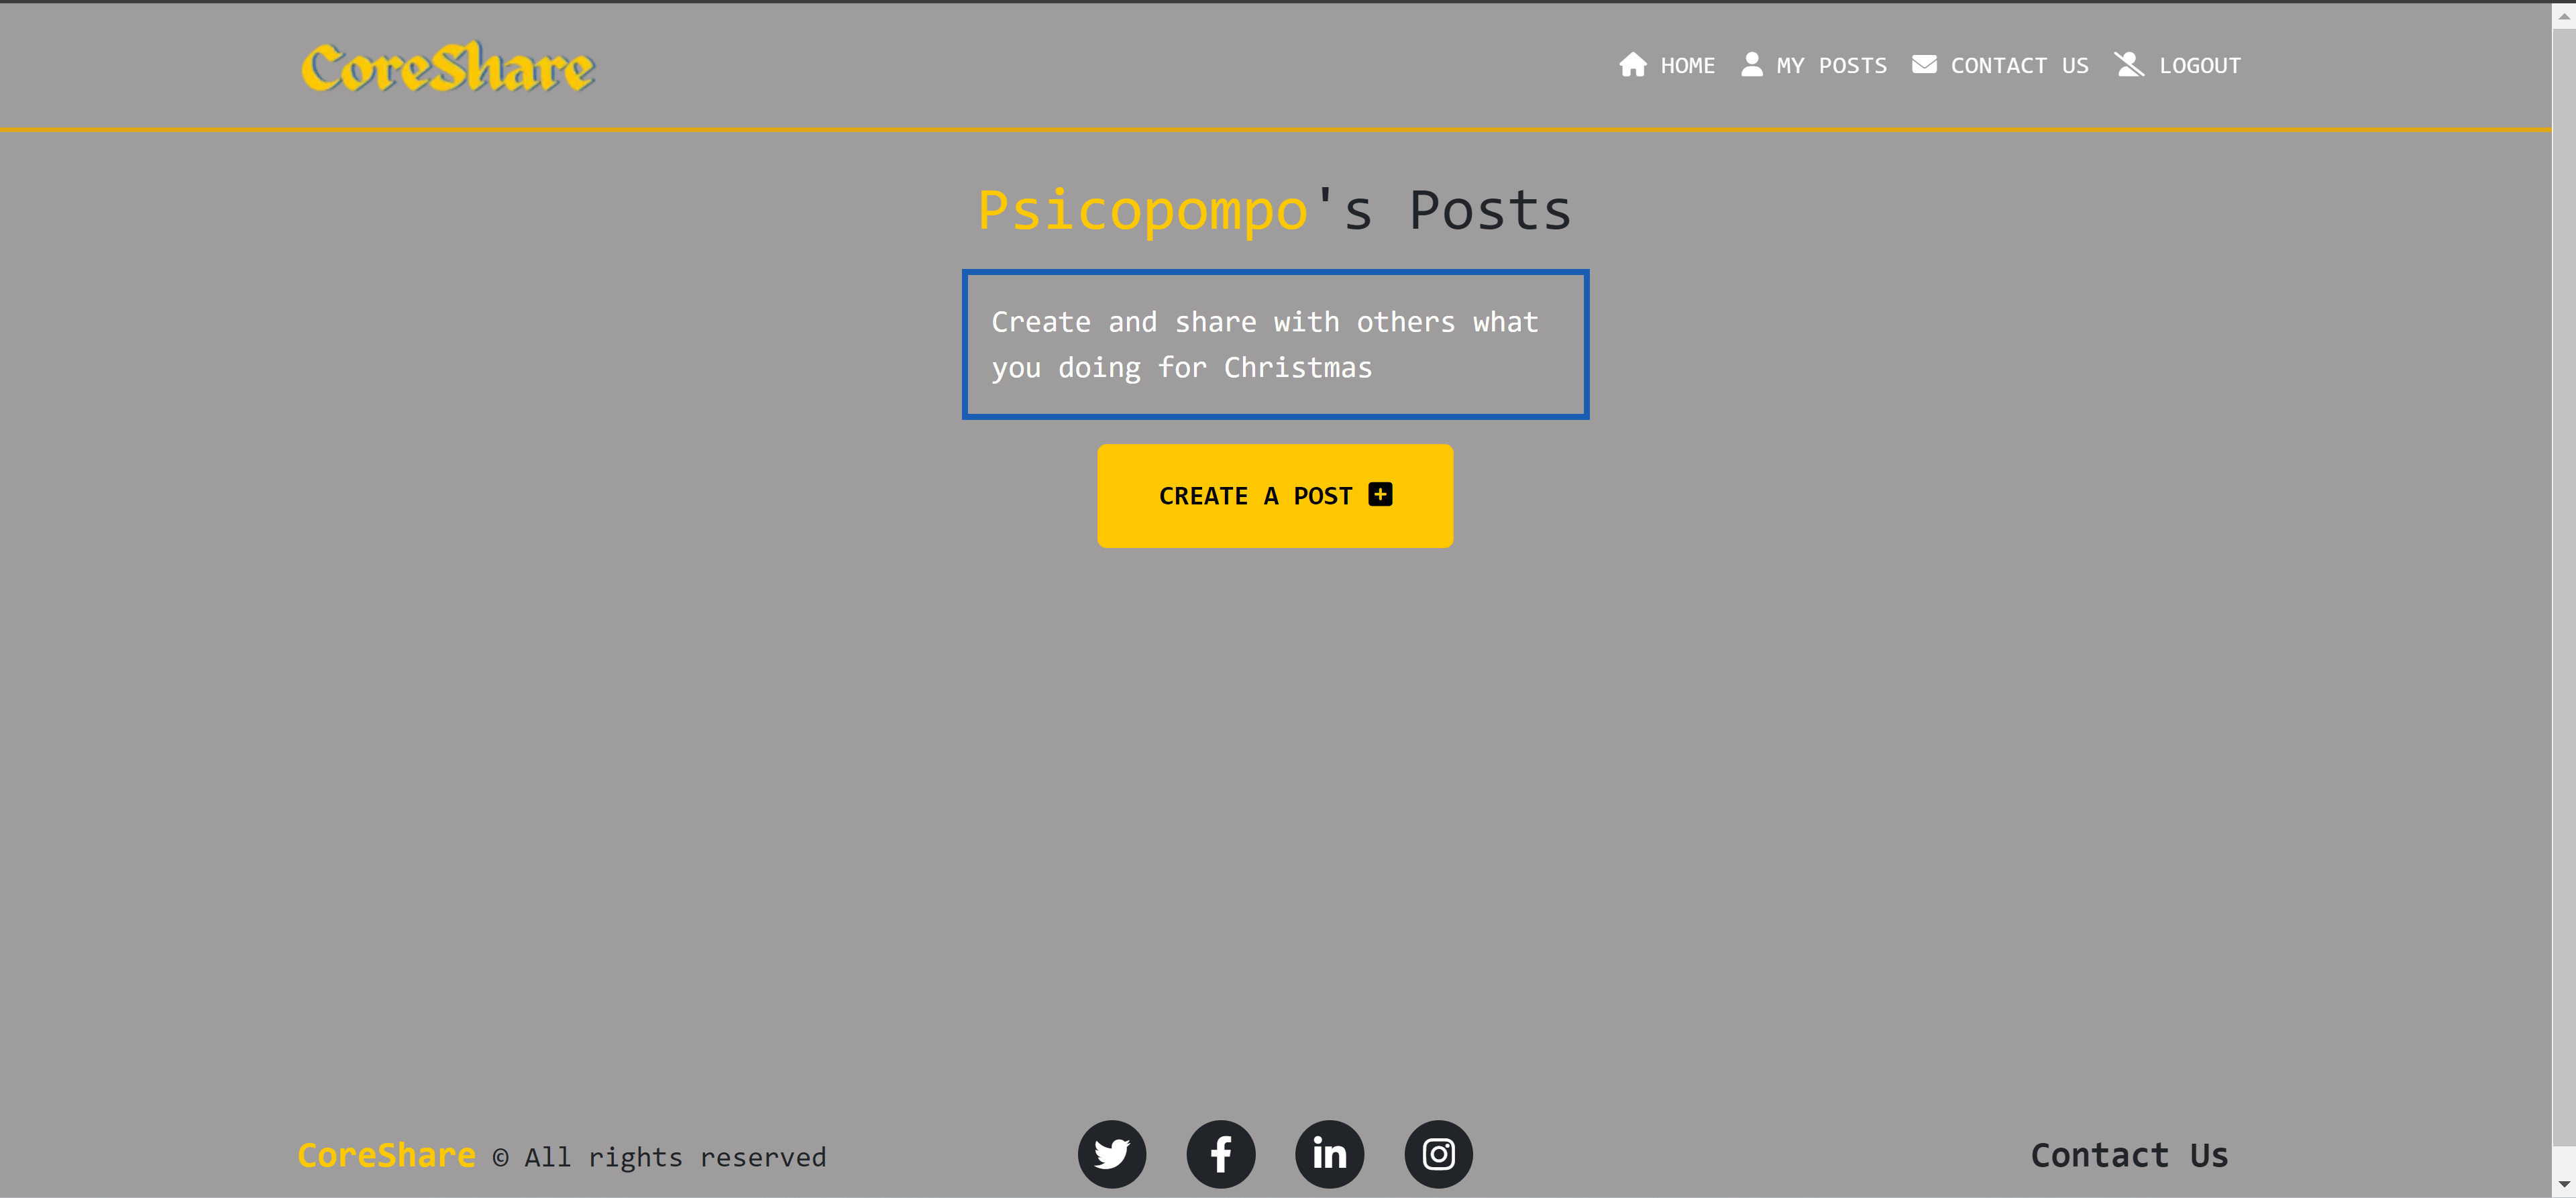 CoreShare
HOME MY POSTS CONTACT US LOGOUT
Psicopompo's Posts
Create and share with others what
you doing for Christmas
CREATE A POST
CoreShare © All rights reserved
Contact Us